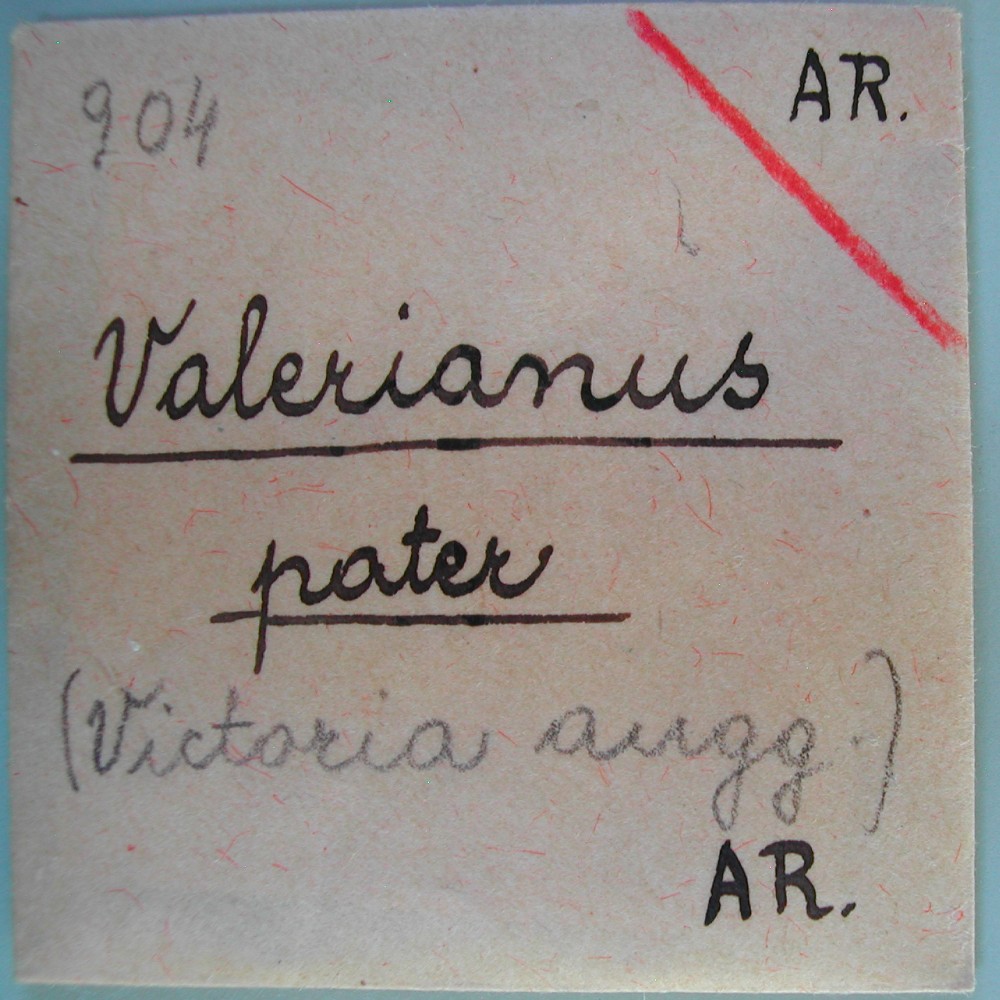 904 AR.
Valerianus
pater
(Victoria augg.)
AR.